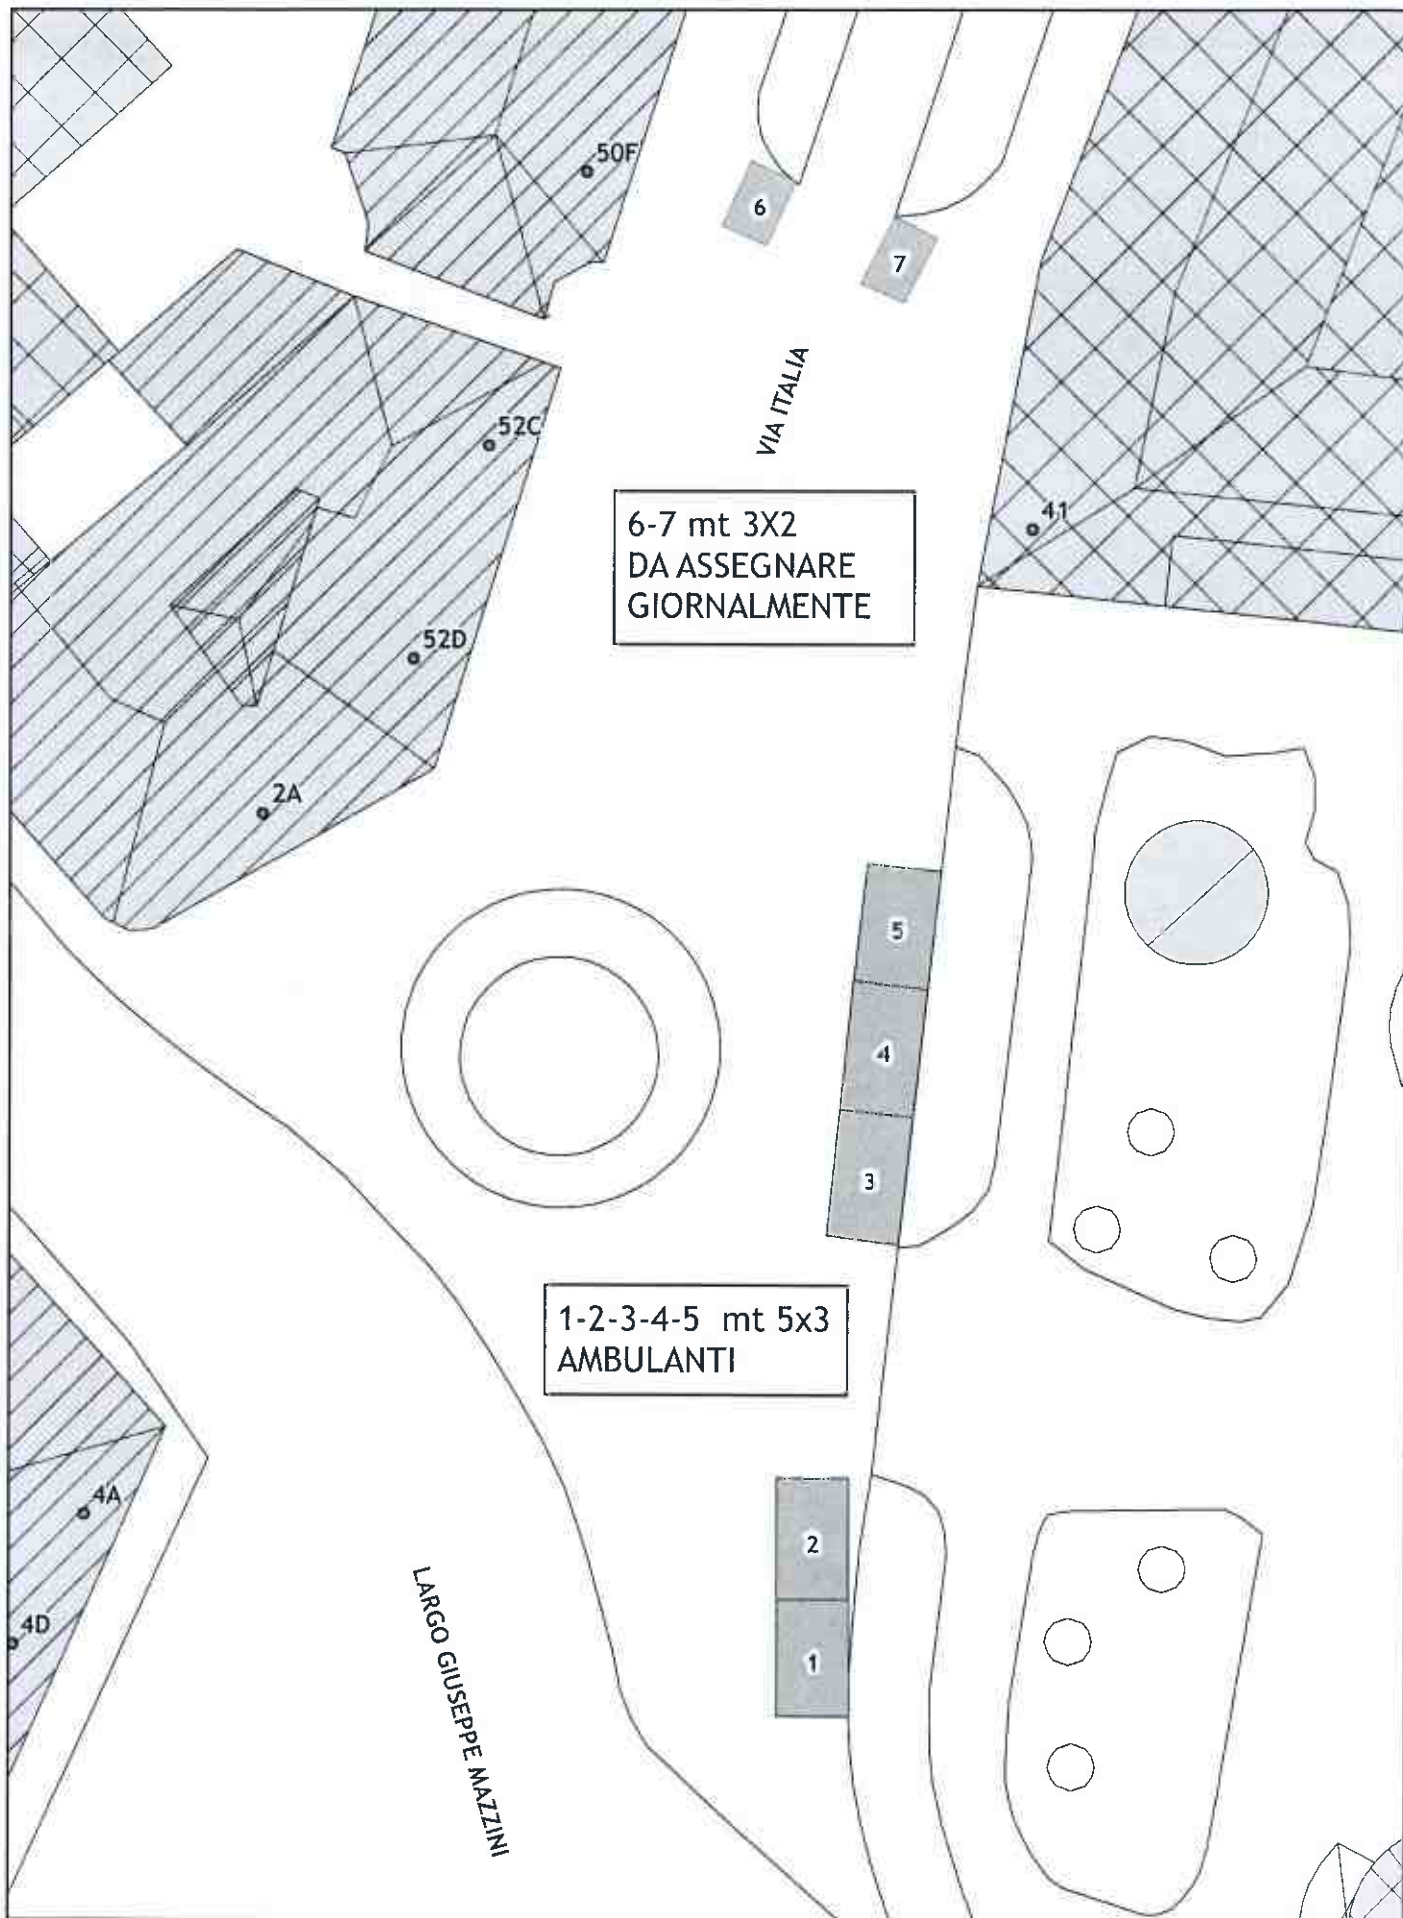 50F
6
7
VIA ITALIA
52C
6-7 mt 3X2
DA ASSEGNARE
GIORNALMENTE
41
52D
2A
5
4
3
1-2-3-4-5 mt 5x3
AMBULANTI
4A
2
4D
1
LARGO GIUSEPPE MAZZINI